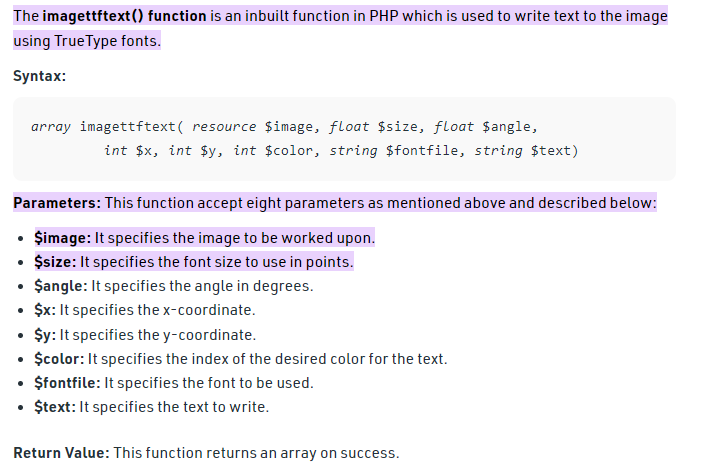 The imagettftext() function is an inbuilt function in PHP which is used to write text to the image
using TrueType fonts.
Syntax:
array imagettftext( resource $image, float $size, float $angle,
int $x, int $y, int $color, string $fontfile, string $text)
Parameters: This function accept eight parameters as mentioned above and described below:
$image: It specifies the image to be worked upon.
$size: It specifies the font size to use in points.
$angle: It specifies the angle in degrees.
$x: It specifies the x-coordinate.
$y: It specifies the y-coordinate.
$color: It specifies the index of the desired color for the text.
$fontfile: It specifies the font to be used.
$text: It specifies the text to write.
Return Value: This function returns an array on success.